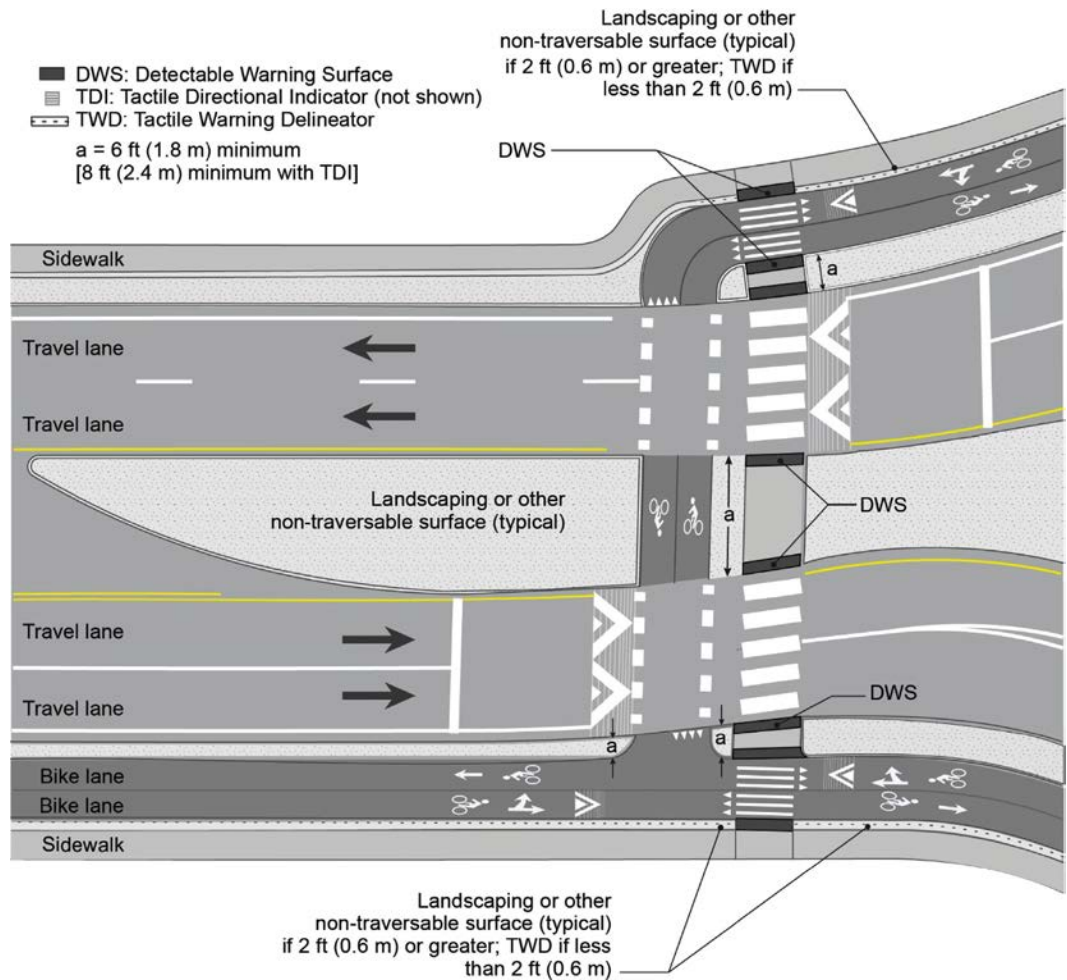 Landscaping or other
non-traversable surface (typical)
if 2 ft (0.6 m) or greater; TWD if
less than 2 ft (0.6 m)
DWS: Detectable Warning Surface
TDI: Tactile Directional Indicator (not shown)
TWD: Tactile Warning Delineator
a = 6 ft (1.8 m) minimum
[8 ft (2.4 m) minimum with TDI]
DWS
Sidewalk
a
Travel lane
Travel lane
Landscaping or other
non-traversable surface (typical)
a
DWS
Travel lane
Travel lane
DWS
a
a
Bike lane
Bike lane
Sidewalk
Landscaping or other
non-traversable surface (typical)
if 2 ft (0.6 m) or greater; TWD if less
than 2 ft (0.6 m)